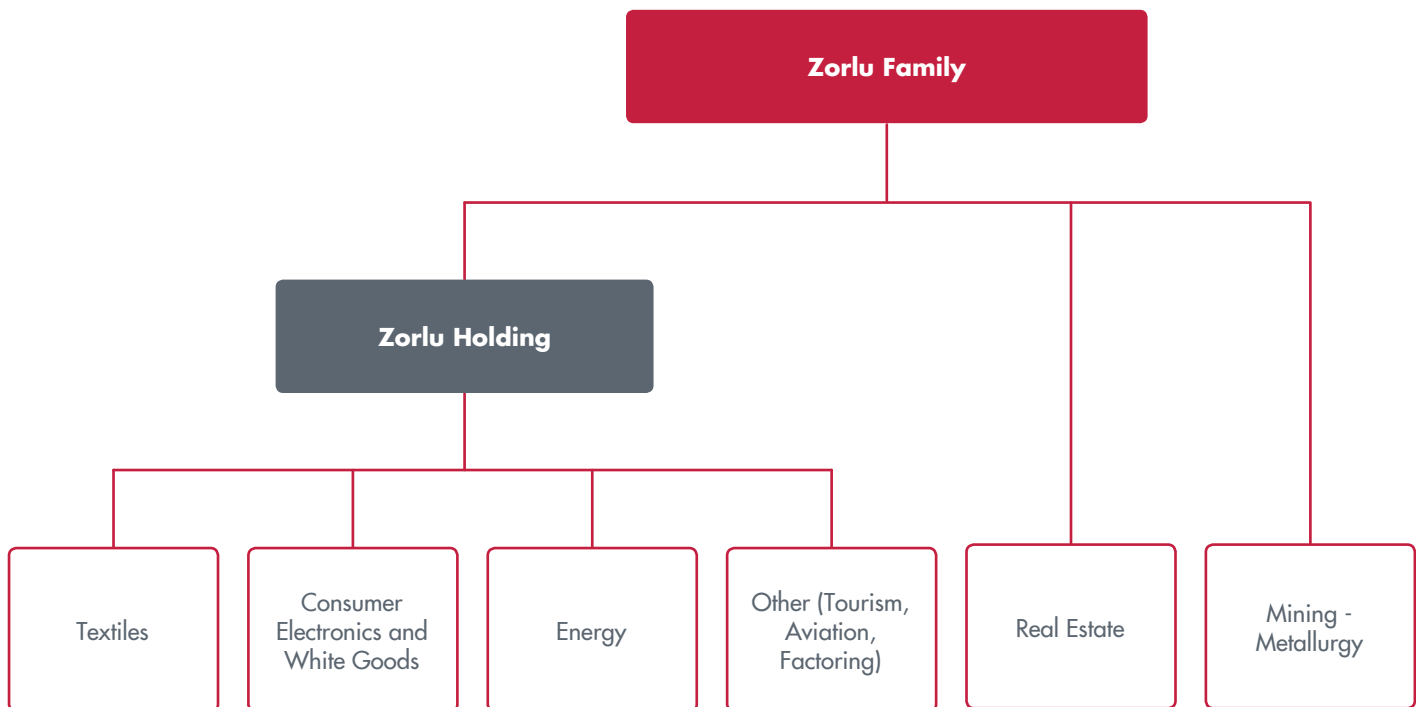 Zorlu Family
Zorlu Holding
Textiles
Consumer
Electronics and
White Goods
Energy
Other (Tourism,
Aviation,
Factoring)
Real Estate
Mining -
Metallurgy